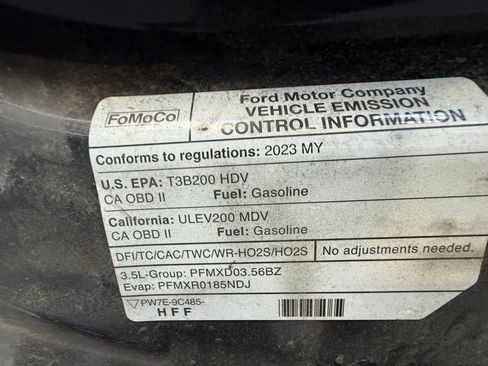 FoMoCo
Ford Motor Company
VEHICLE EMISSION
CONTROL INFORMATION
Conforms to regulations: 2023 MY
U.S. EPA: T3B200 HDV
CA OBD II Fuel: Gasoline
California: ULEV200 MDV
CA OBD II Fuel: Gasoline
DFI/TC/CAC/TWC/WR-HO2S/HO2S No adjustments needed.
3.5L-Group: PFMXD03.56BZ
Evap: PFMXR0185NDJ
PW7E-9C485-
HFF